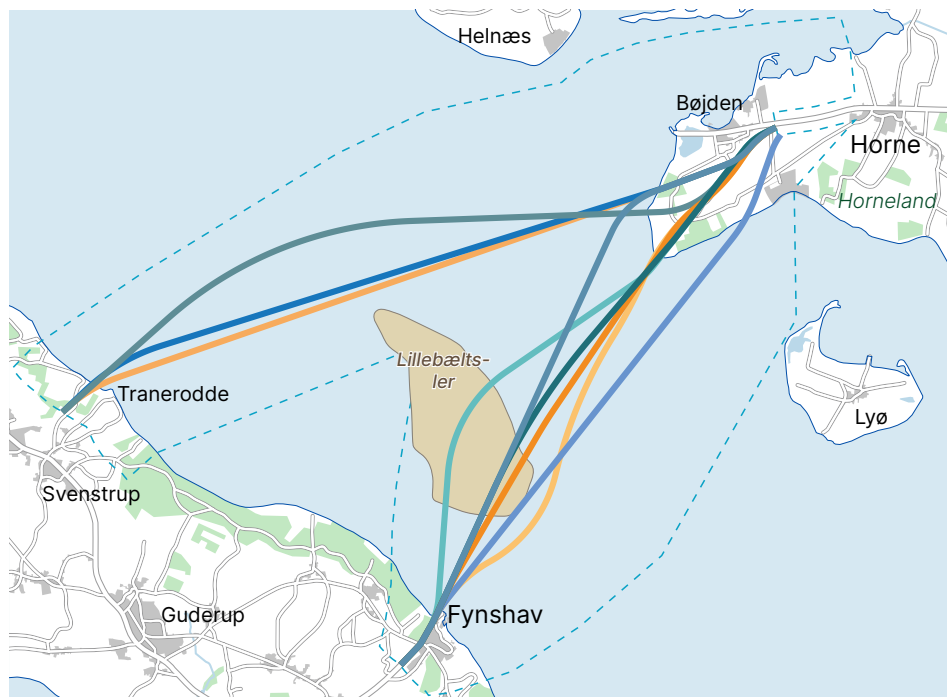 Helnæs
Bøjden
Horne
Horneland
Lillebælts-
ler
Tranerodde
Lyø
Svenstrup
Guderup
Fynshav